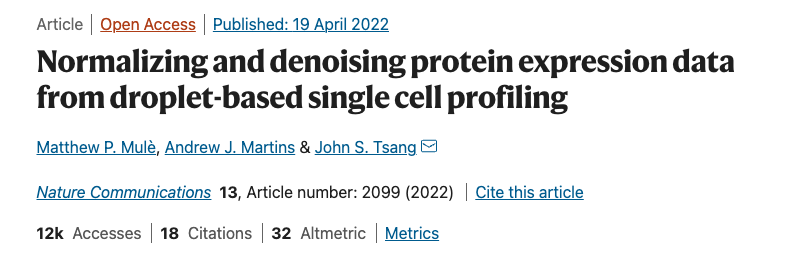 Article | Open Access | Published: 19 April 2022
Normalizing and denoising protein expression data
from droplet-based single cell profiling
Matthew P. Mulè, Andrew J. Martins & John S. Tsang
Nature Communications 13, Article number: 2099 (2022) | Cite this article
12k Accesses | 18 Citations | 32 Altmetric | Metrics